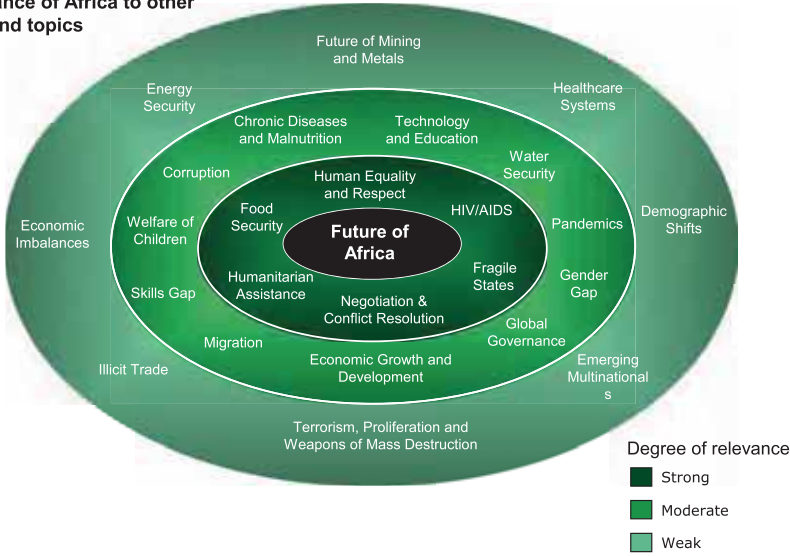 ance of Africa to other
nd topics
Future of Mining
and Metals
Energy
Security
Healthcare
Systems
Chronic Diseases
and Malnutrition
Technology
and Education
Corruption
Water
Security
Human Equality
and Respect
Food
Security
HIV/AIDS
Economic
Imbalances
Welfare of
Children
Future of
Africa
Pandemics
Demographic
Shifts
Humanitarian
Assistance
Fragile
States
Skills Gap
Gender
Gap
Negotiation &
Conflict Resolution
Migration
Global
Governance
Illicit Trade
Economic Growth and
Development
Emerging
Multinational
s
Terrorism, Proliferation and
Weapons of Mass Destruction
Degree of relevance
Strong
Moderate
Weak